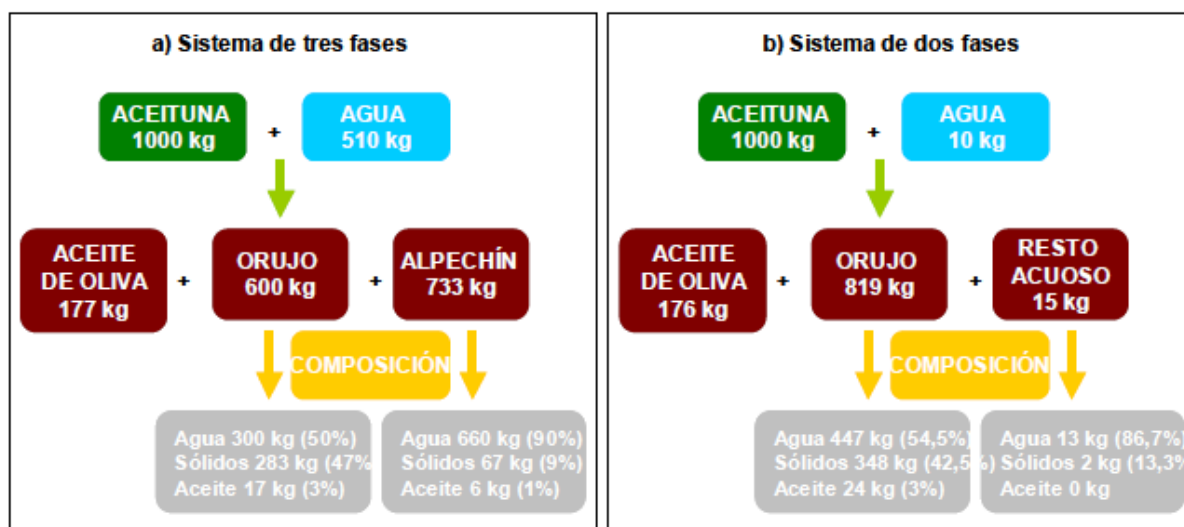 a) Sistema de tres fases
ACEITUNA
1000 kg
+
AGUA
510 kg
ACEITE
DE OLIVA
177 kg
+
ORUJO
600 kg
+
ALPECHÍN
733 kg
COMPOSICIÓN
Agua 300 kg (50%)
Sólidos 283 kg (47%
Aceite 17 kg (3%)
Agua 660 kg (90%)
Sólidos 67 kg (9%)
Aceite 6 kg (1%)
b) Sistema de dos fases
ACEITUNA
1000 kg
+
AGUA
10 kg
ACEITE
DE OLIVA
176 kg
+
ORUJO
819 kg
+
RESTO
ACUOSO
15 kg
COMPOSICIÓN
Agua 447 kg (54,5%)
Sólidos 348 kg (42,5%)
Aceite 24 kg (3%)
Agua 13 kg (86,7%)
Sólidos 2 kg (13,3%
Aceite 0 kg